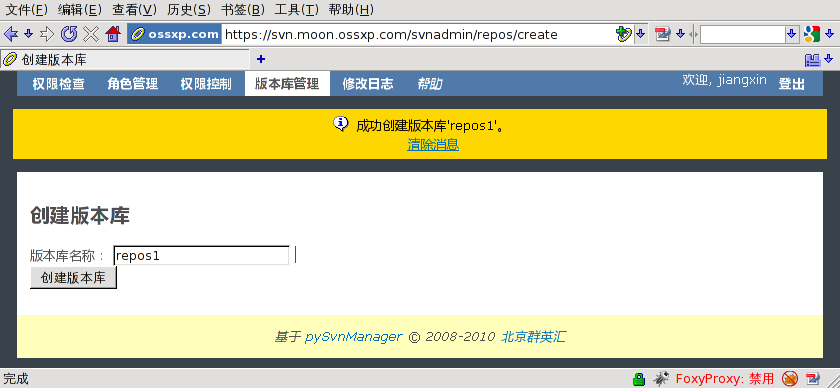 文件(F) 编辑(E) 查看(V) 历史(S) 书签(B) 工具(T) 帮助(H)
ossxp.com https://svn.moon.ossxp.com/svnadmin/repos/create
创建版本库
权限检查 角色管理 权限控制 版本库管理 修改日志 帮助 欢迎, jiangxin 登出
成功创建版本库'repos1'。
清除消息
创建版本库
版本库名称： repos1
创建版本库
基于 pySvnManager © 2008-2010 北京群英汇
完成 FoxyProxy: 禁用